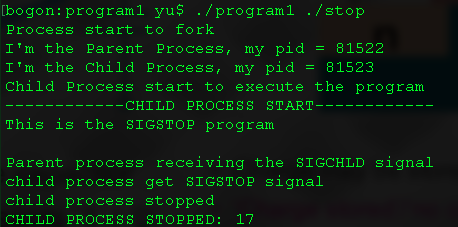 [bogon:program1 yu$ ./program1 ./stop
Process start to fork
I'm the Parent Process, my pid = 81522
I'm the Child Process, my pid = 81523
Child Process start to execute the program
------------CHILD PROCESS START------------
This is the SIGSTOP program
Parent process receiving the SIGCHLD signal
child process get SIGSTOP signal
child process stopped
CHILD PROCESS STOPPED: 17